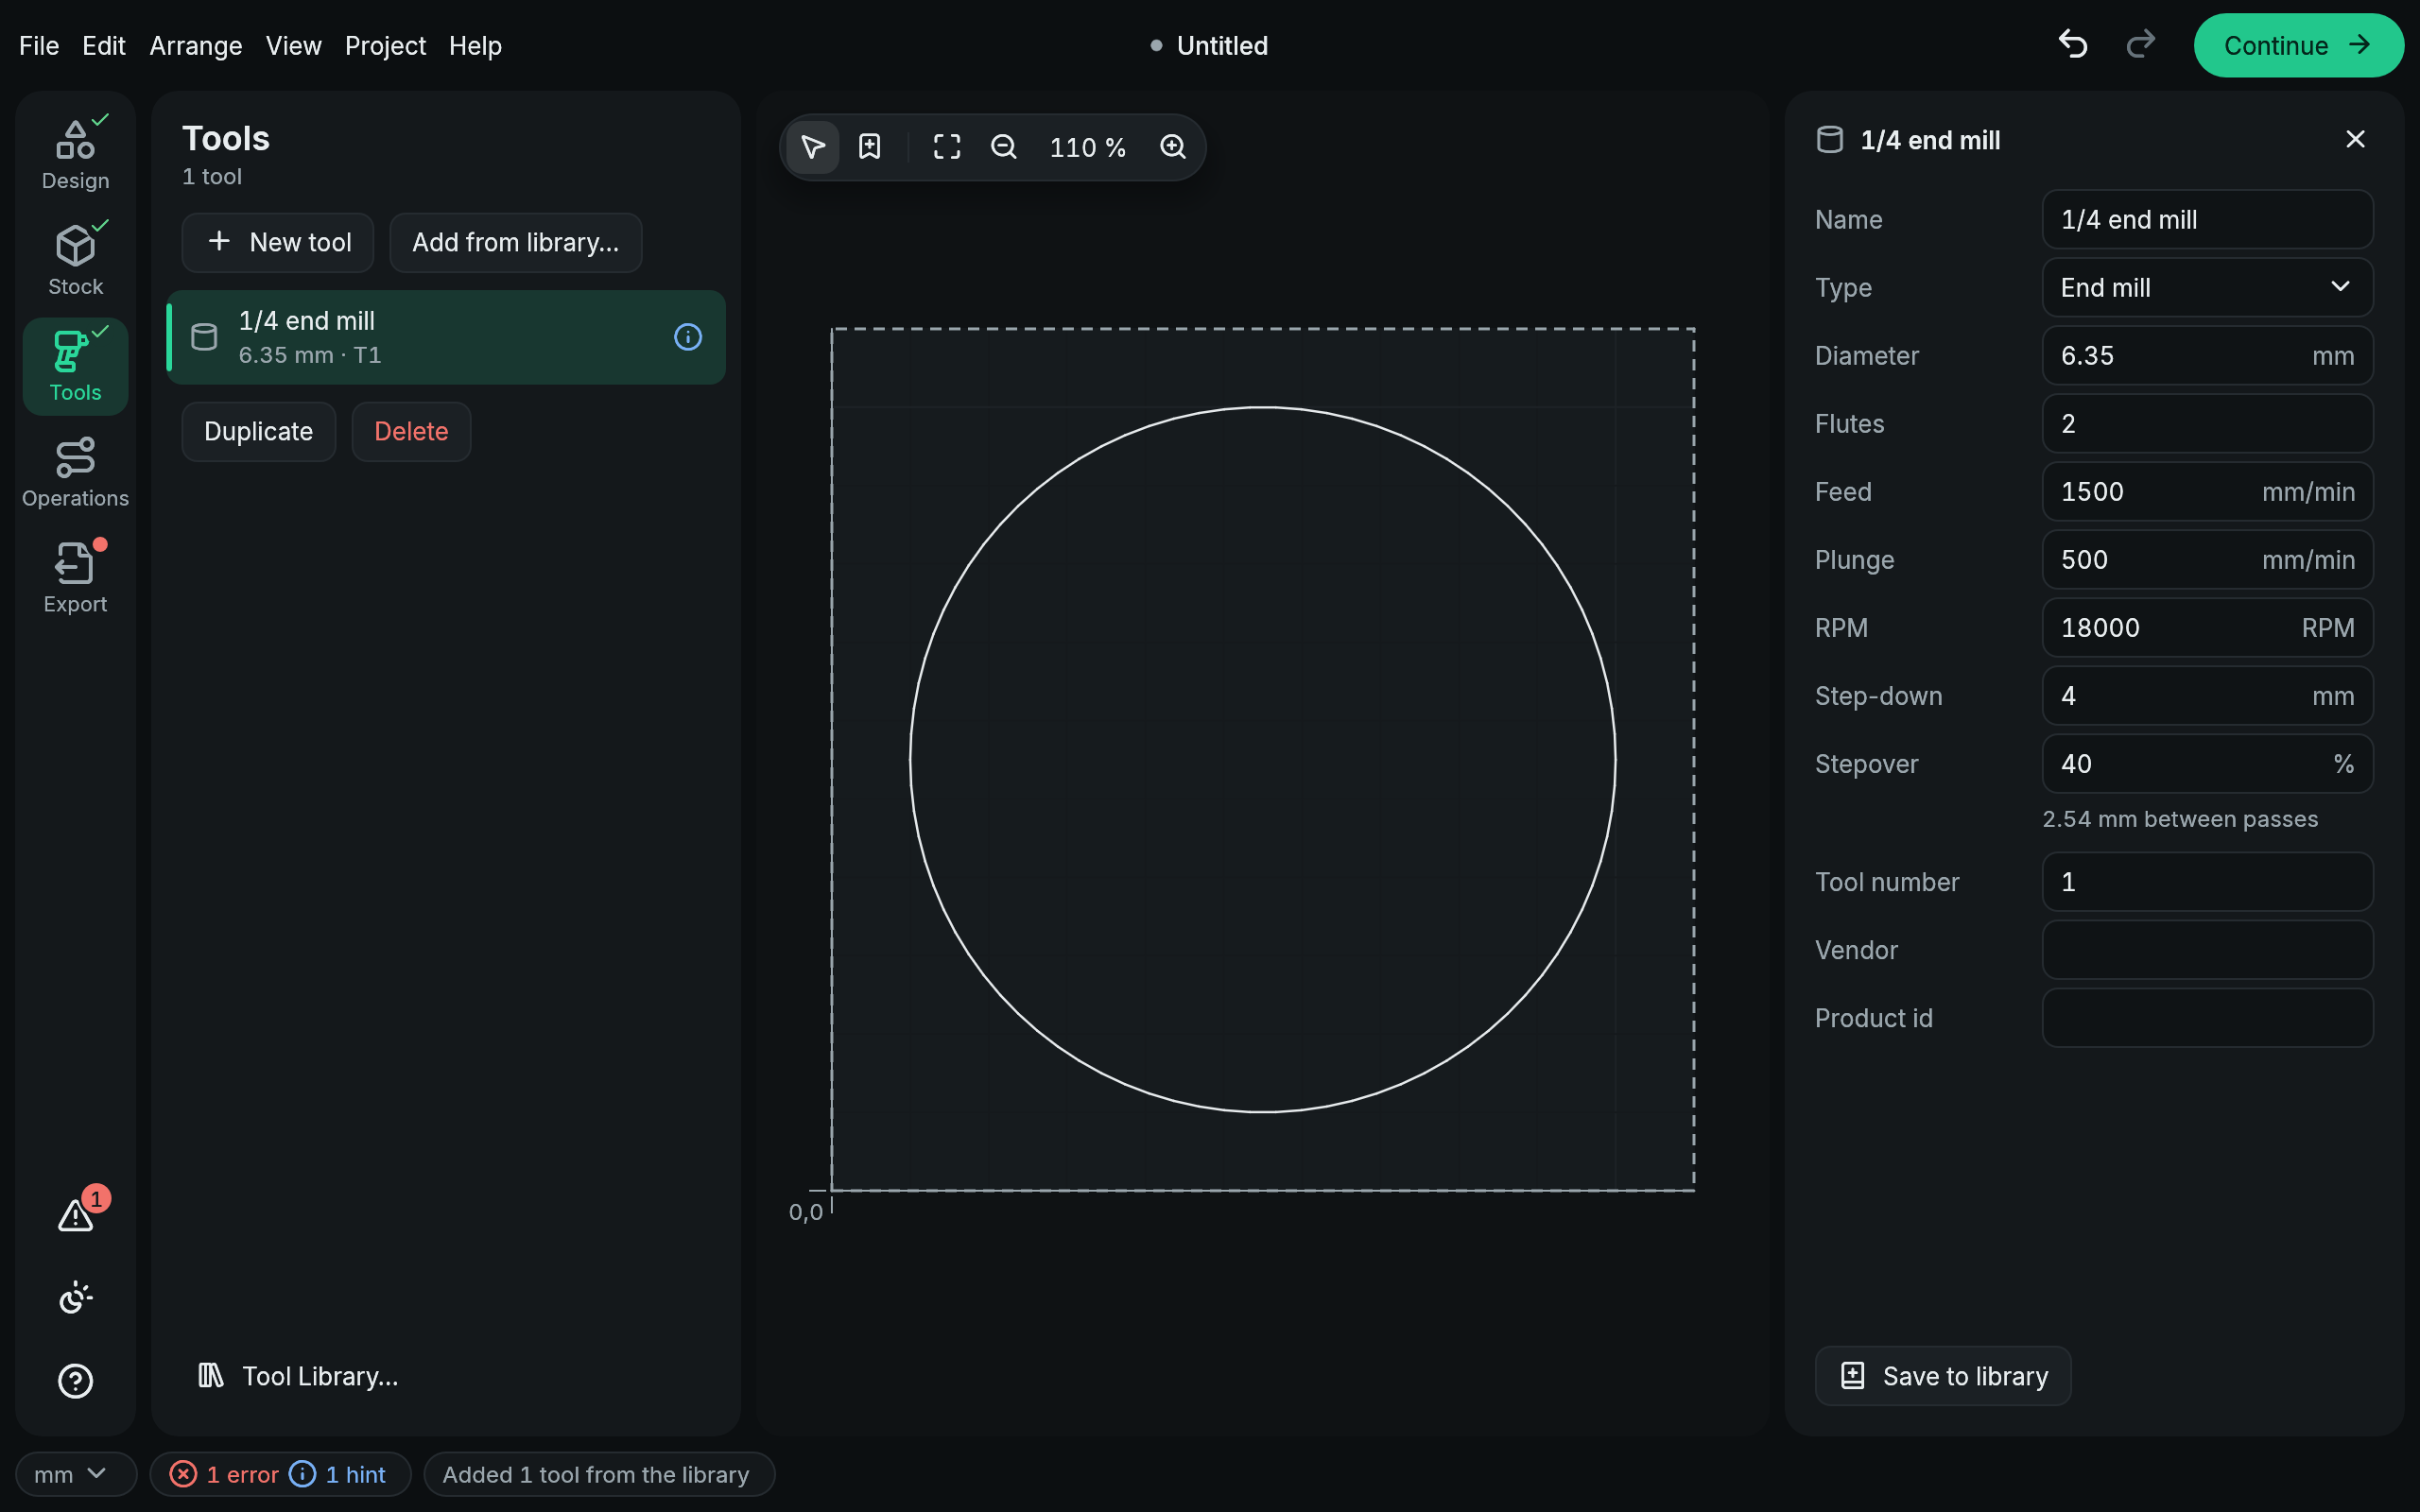 File Edit Arrange View Project Help
Untitled
Continue
Design
Stock
Tools
Operations
Export
1
Tools
1 tool
New tool
Add from library...
1/4 end mill
6.35 mm · T1
Duplicate
Delete
Tool Library...
110 %
0,0
1/4 end mill
Name 1/4 end mill
Type End mill
Diameter 6.35 mm
Flutes 2
Feed 1500 mm/min
Plunge 500 mm/min
RPM 18000 RPM
Step-down 4 mm
Stepover 40 %
2.54 mm between passes
Tool number 1
Vendor
Product id
Save to library
mm
1 error 1 hint
Added 1 tool from the library